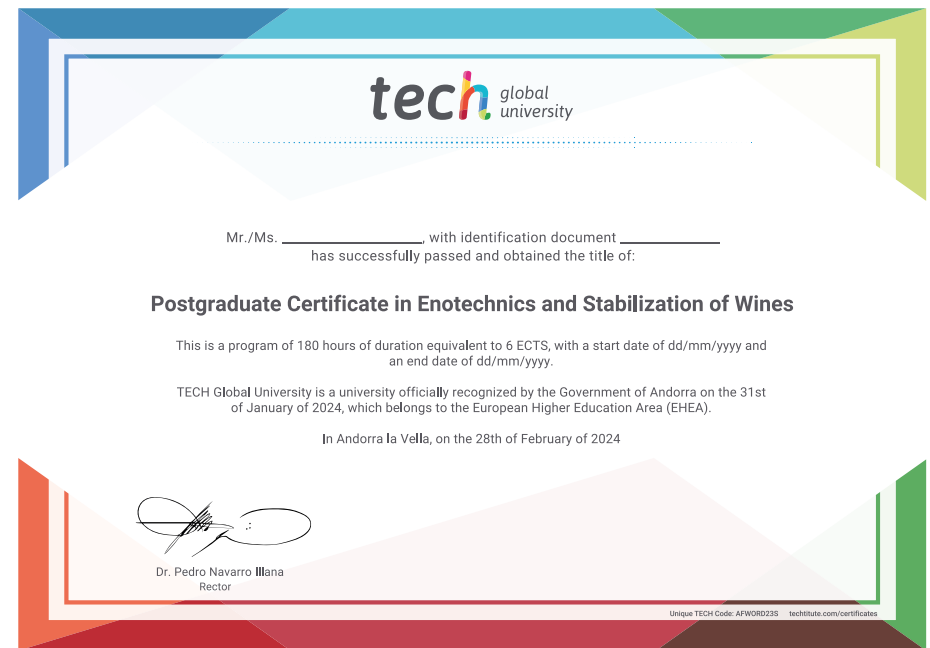 tech global university
Mr./Ms. ____________________, with identification document ______________
has successfully passed and obtained the title of:
Postgraduate Certificate in Enotechnics and Stabilization of Wines
This is a program of 180 hours of duration equivalent to 6 ECTS, with a start date of dd/mm/yyyy and
an end date of dd/mm/yyyy.
TECH Global University is a university officially recognized by the Government of Andorra on the 31st
of January of 2024, which belongs to the European Higher Education Area (EHEA).
In Andorra la Vella, on the 28th of February of 2024
Dr. Pedro Navarro Illana
Rector
Unique TECH Code: AFWORD23S techtitute.com/certificates